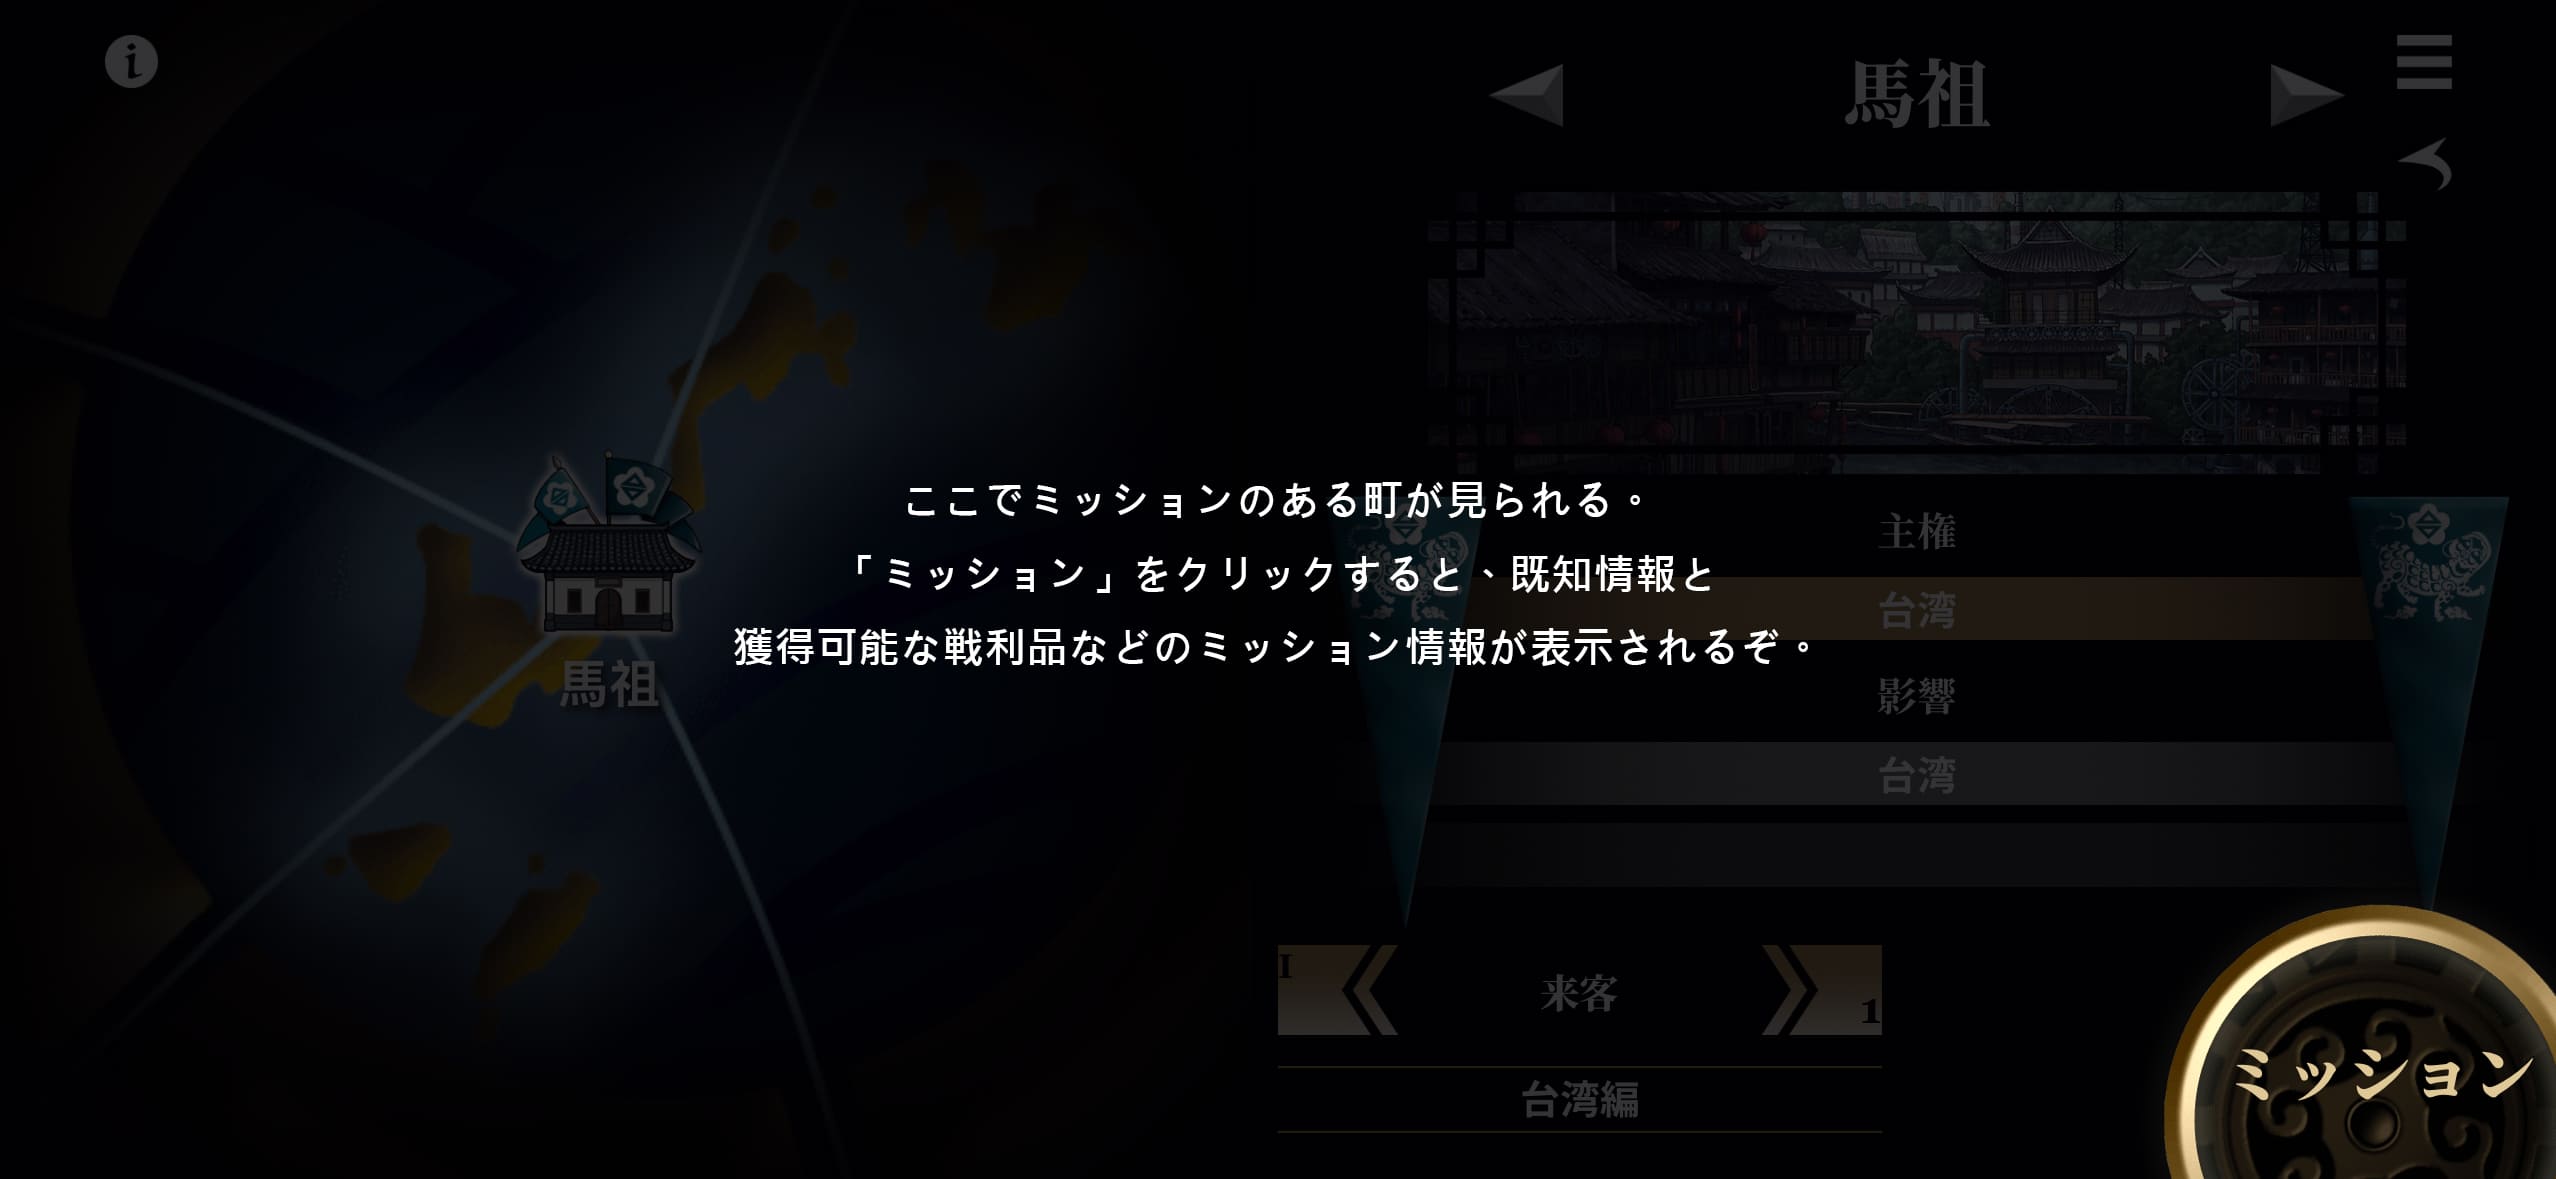 馬祖
ここでミッションのある町が見られる。
「ミッション」をクリックすると、既知情報と
獲得可能な戦利品などのミッション情報が表示されるぞ。
馬祖
主権
台湾
影響
台湾
I
来客
1
台湾編
ミッション